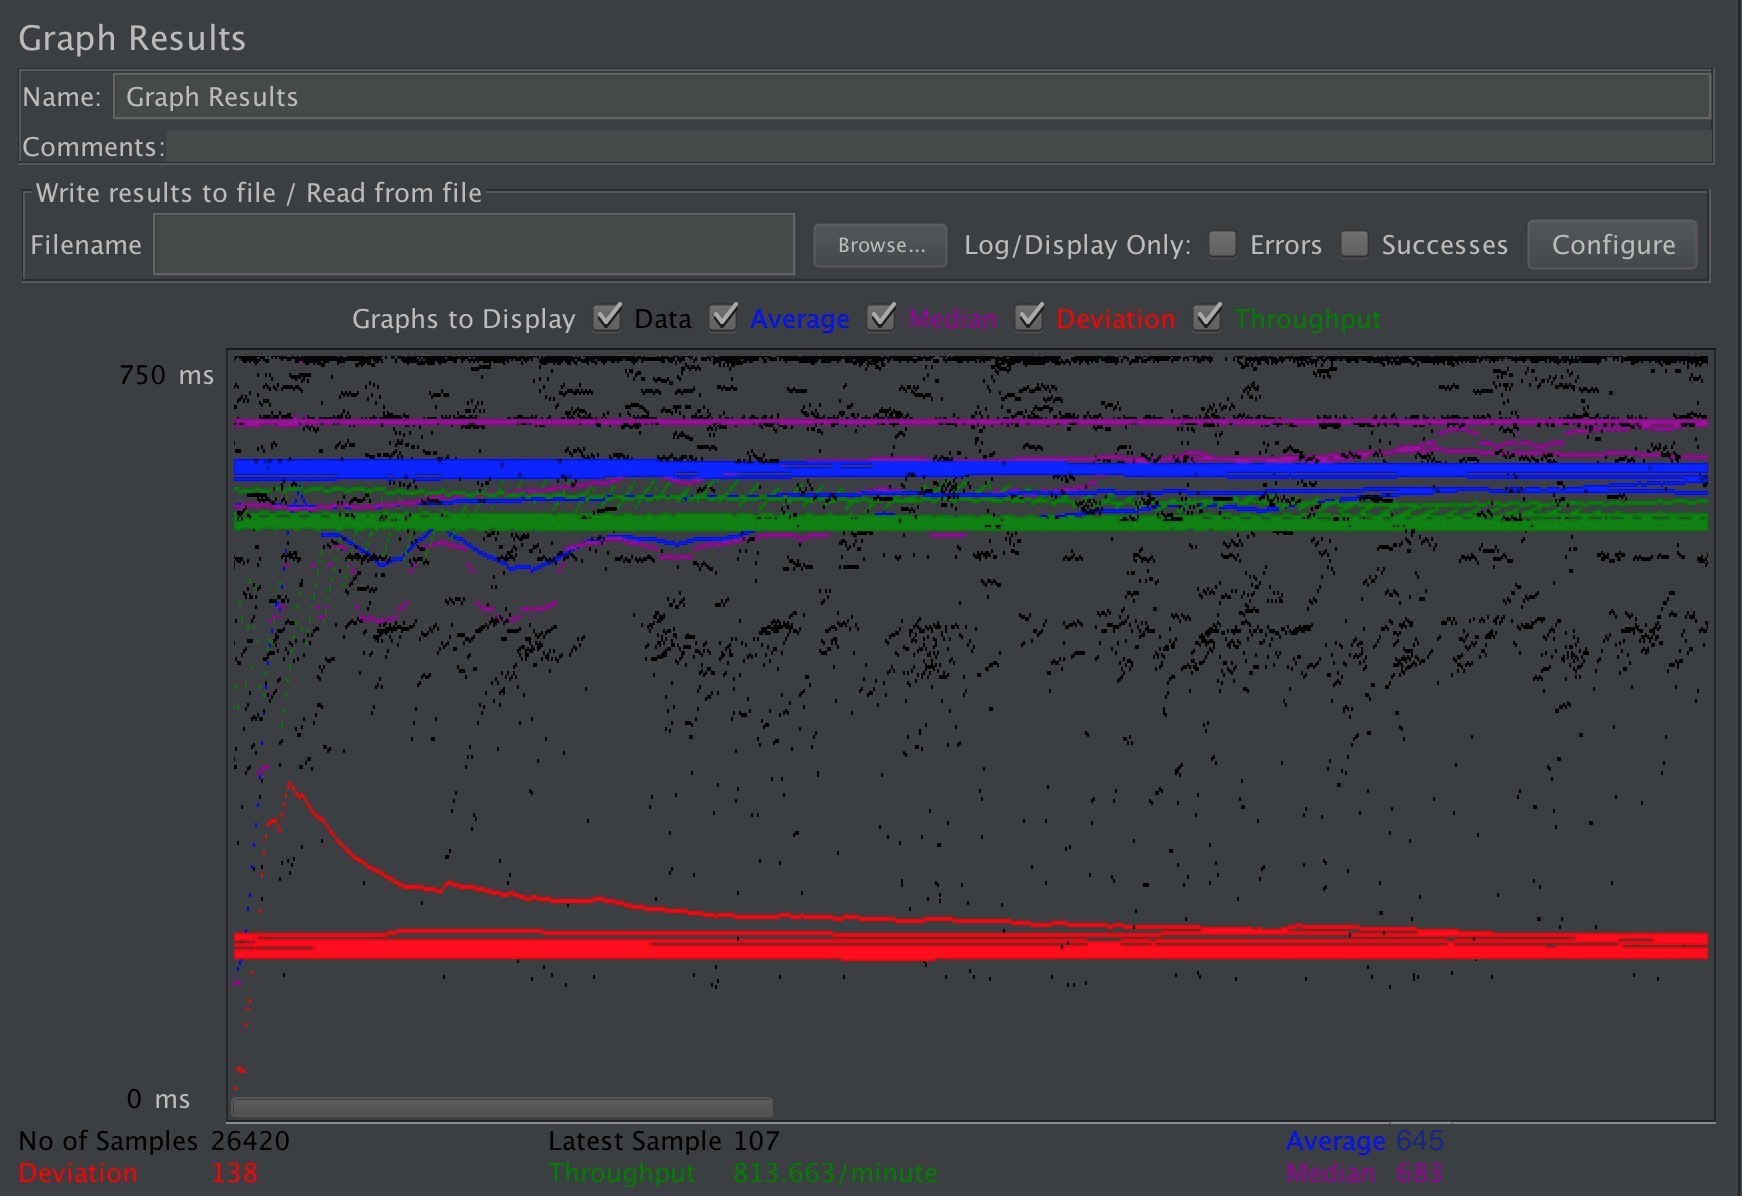 Graph Results
Name: Graph Results
Comments:
Write results to file / Read from file
Filename Browse... Log/Display Only: Errors Successes Configure
Graphs to Display Data Average Median Deviation Throughput
750 ms
0 ms
No of Samples 26420 Latest Sample 107 Average 645
Deviation 138 Throughput 813.663/minute Median 683